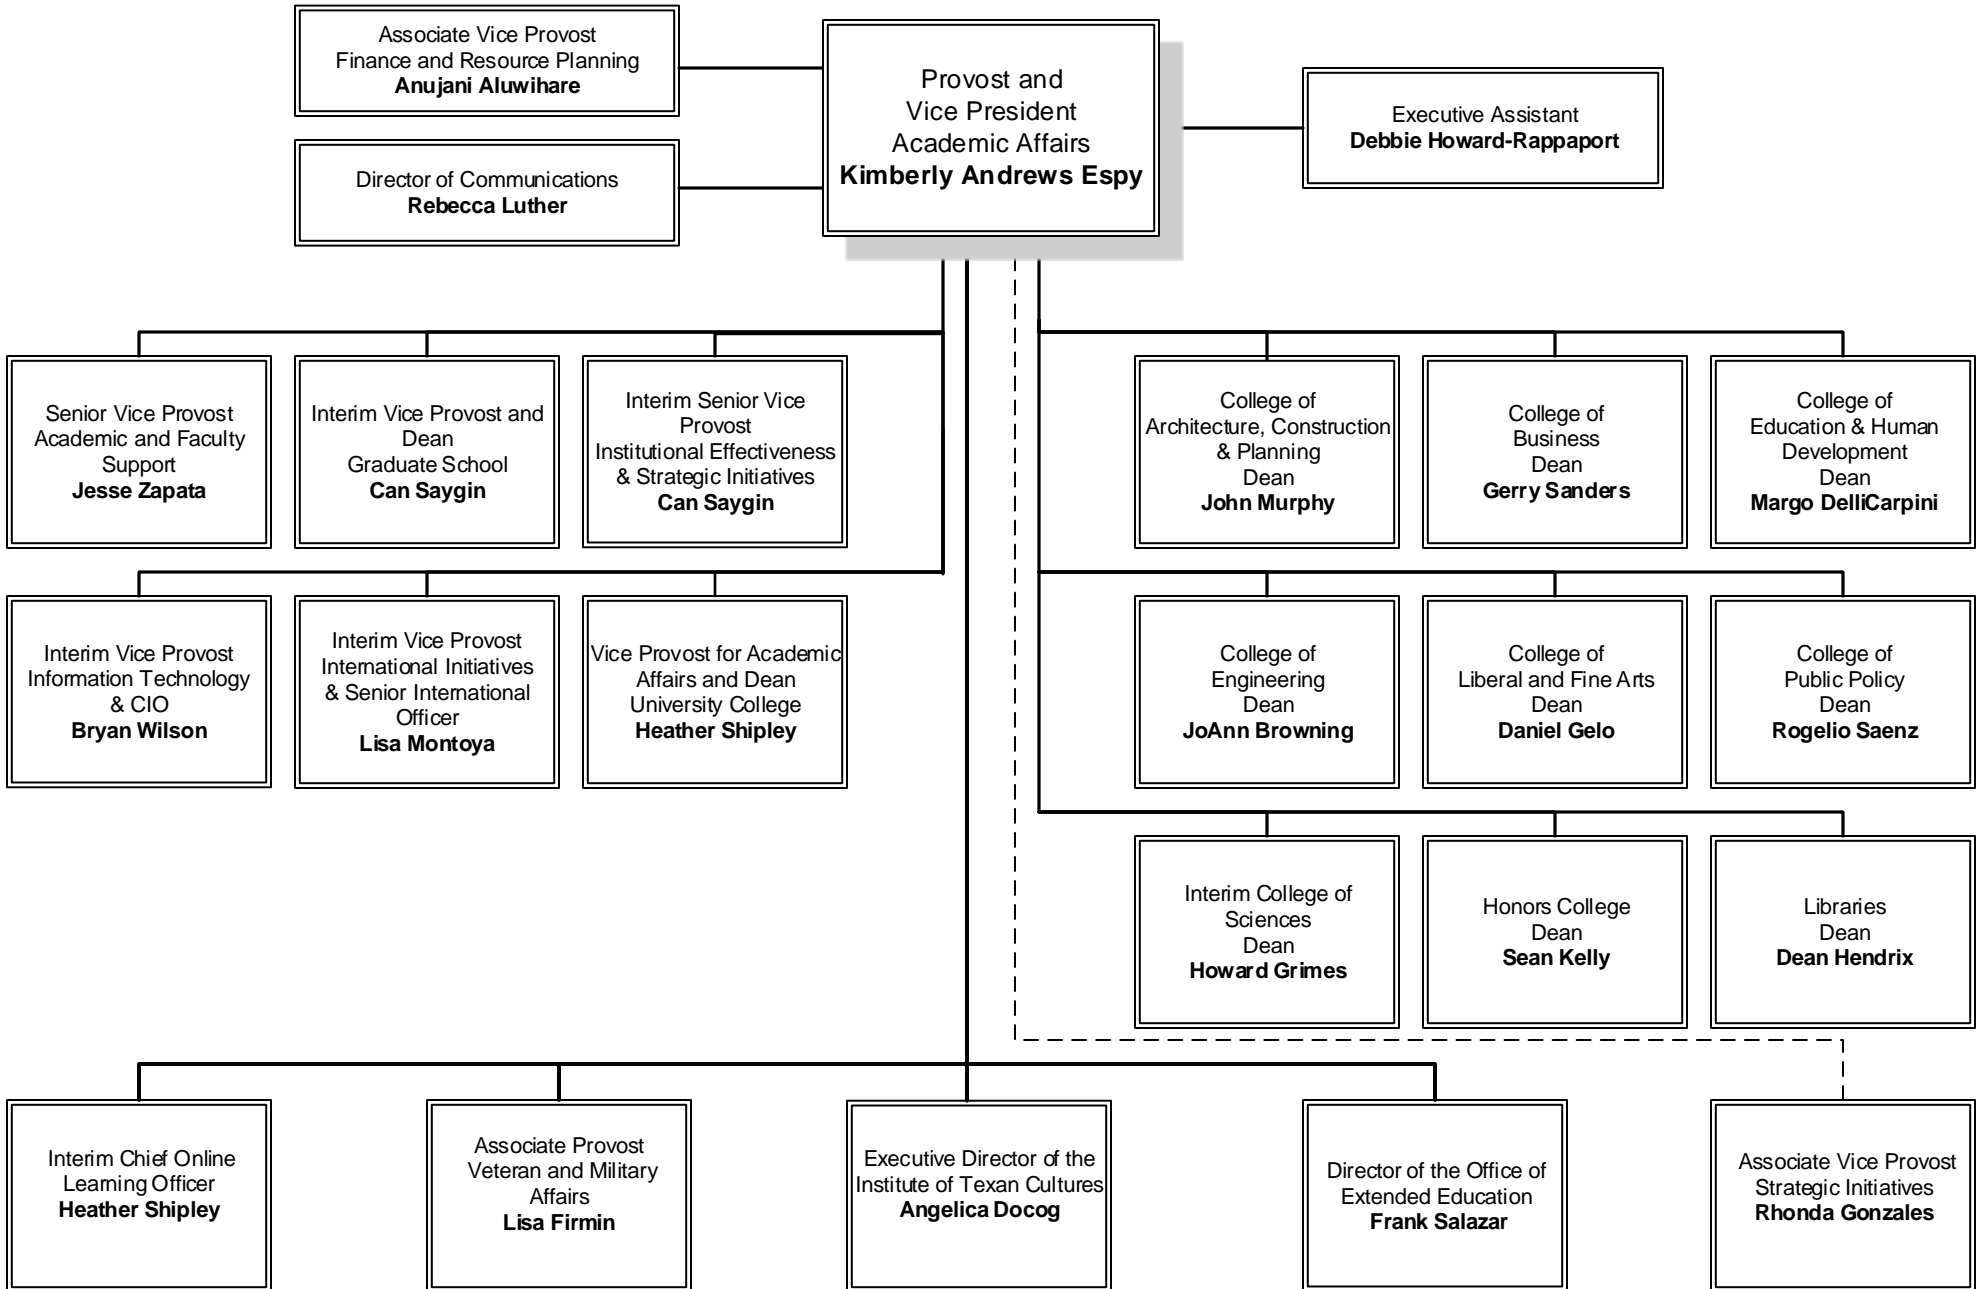 Associate Vice Provost
Finance and Resource Planning
Anujani Aluwihare
Provost and
Vice President
Academic Affairs
Kimberly Andrews Espy
Executive Assistant
Debbie Howard-Rappaport
Director of Communications
Rebecca Luther
Senior Vice Provost
Academic and Faculty
Support
Jesse Zapata
Interim Vice Provost and
Dean
Graduate School
Can Saygin
Interim Senior Vice
Provost
Institutional Effectiveness
& Strategic Initiatives
Can Saygin
College of
Architecture, Construction
& Planning
Dean
John Murphy
College of
Business
Dean
Gerry Sanders
College of
Education & Human
Development
Dean
Margo DelliCarpini
Interim Vice Provost
Information Technology
& CIO
Bryan Wilson
Interim Vice Provost
International Initiatives
& Senior International
Officer
Lisa Montoya
Vice Provost for Academic
Affairs and Dean
University College
Heather Shipley
College of
Engineering
Dean
JoAnn Browning
College of
Liberal and Fine Arts
Dean
Daniel Gelo
College of
Public Policy
Dean
Rogelio Saenz
Interim College of
Sciences
Dean
Howard Grimes
Honors College
Dean
Sean Kelly
Libraries
Dean
Dean Hendrix
Interim Chief Online
Learning Officer
Heather Shipley
Associate Provost
Veteran and Military
Affairs
Lisa Firmin
Executive Director of the
Institute of Texan Cultures
Angelica Docog
Director of the Office of
Extended Education
Frank Salazar
Associate Vice Provost
Strategic Initiatives
Rhonda Gonzales